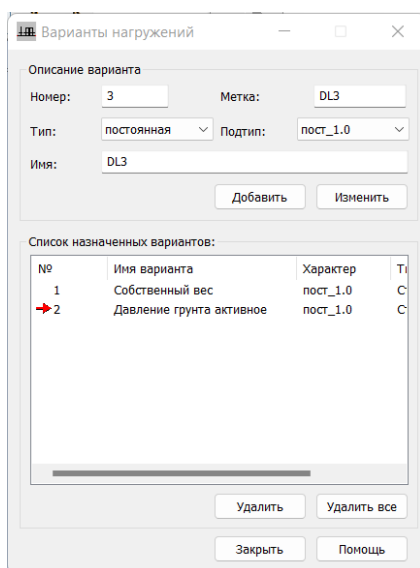 Варианты нагружений
Описание варианта
Номер: 3 Метка: DL3
Тип: постоянная Подтип: пост_1.0
Имя: DL3
Добавить Изменить
Список назначенных вариантов:
№ Имя варианта Характер
1 Собственный вес пост_1.0
2 Давление грунта активное пост_1.0
Удалить Удалить все
Закрыть Помощь